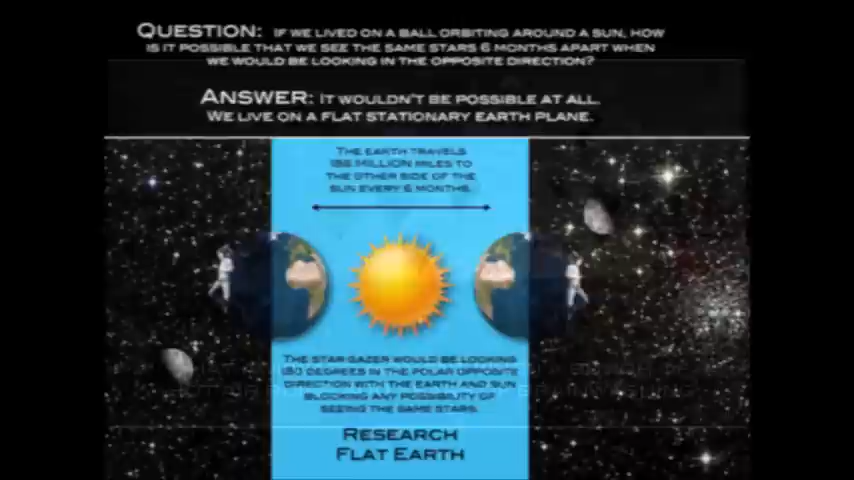 QUESTION: IF WE LIVED ON A BALL ORBITING AROUND A SUN, HOW
IS IT POSSIBLE THAT WE SEE THE SAME STARS 6 MONTHS APART WHEN
WE WOULD BE LOOKING IN THE OPPOSITE DIRECTION?
ANSWER: IT WOULDN'T BE POSSIBLE AT ALL.
WE LIVE ON A FLAT STATIONARY EARTH PLANE.
THE EARTH TRAVELS
186 MILLION MILES TO
THE OTHER SIDE OF THE
SUN EVERY 6 MONTHS.
THE STAR GAZER WOULD BE LOOKING
180 DEGREES IN THE POLAR OPPOSITE
DIRECTION WITH THE EARTH AND SUN
BLOCKING ANY POSSIBILITY OF
SEEING THE SAME STARS.
RESEARCH
FLAT EARTH